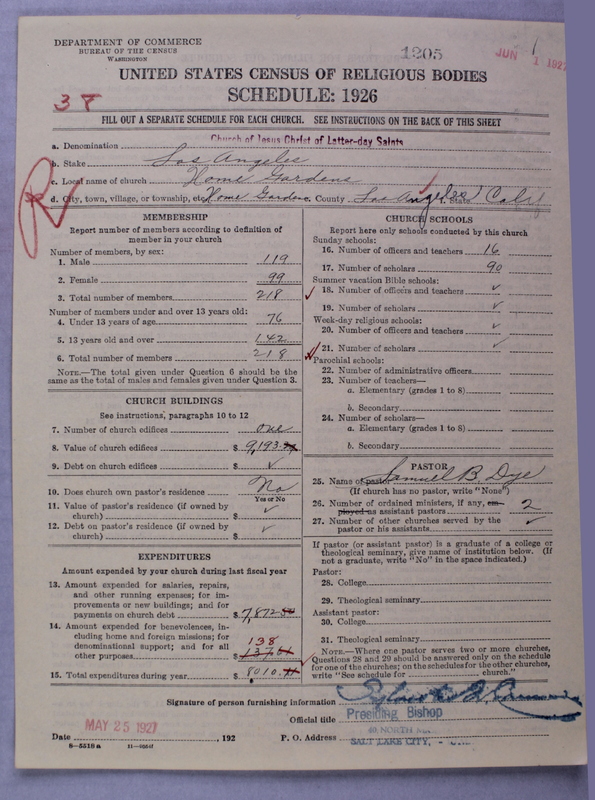 DEPARTMENT OF COMMERCE
BUREAU OF THE CENSUS
WASHINGTON
1205
JUN 1 1927
UNITED STATES CENSUS OF RELIGIOUS BODIES
SCHEDULE: 1926
38
FILL OUT A SEPARATE SCHEDULE FOR EACH CHURCH. SEE INSTRUCTIONS ON THE BACK OF THIS SHEET
a. Denomination Church of Jesus Christ of Latter-day Saints
b. Stake Los Angeles
c. Local name of church Home Gardens
d. City, town, village, or township, etc. Home Gardens County Los Angeles State Calif
MEMBERSHIP
Report number of members according to definition of
member in your church
Number of members, by sex:
1. Male 119
2. Female 99
3. Total number of members 218
Number of members under and over 13 years old:
4. Under 13 years of age 76
5. 13 years old and over 142
6. Total number of members 218
NOTE.—The total given under Question 6 should be
same as the total of males and females given under Question 3.
CHURCH BUILDINGS
See instructions, paragraphs 10 to 12
7. Number of church edifices one
8. Value of church edifices $ 9,193
9. Debt on church edifices $ ✓
10. Does church own pastor's residence No
Yes or No
11. Value of pastor's residence (if owned by
church) $ ✓
12. Debt on pastor's residence (if owned by
church) $ ✓
EXPENDITURES
Amount expended by your church during last fiscal year
13. Amount expended for salaries, repairs,
and other running expenses; for im-
provements or new buildings; and for
payments on church debt $ 7,872
14. Amount expended for benevolences, in-
cluding home and foreign missions; for
denominational support; and for all 138
other purposes $ 137
15. Total expenditures during year $ 8010
CHURCH SCHOOLS
Report here only schools conducted by this church
Sunday schools:
16. Number of officers and teachers 16
17. Number of scholars 90
Summer vacation Bible schools:
18. Number of officers and teachers ✓
19. Number of scholars ✓
Week-day religious schools:
20. Number of officers and teachers ✓
21. Number of scholars ✓
Parochial schools:
22. Number of administrative officers
23. Number of teachers—
a. Elementary (grades 1 to 8)
b. Secondary
24. Number of scholars—
a. Elementary (grades 1 to 8)
b. Secondary
PASTOR
25. Name of pastor Samuel B. Dye
(If church has no pastor, write "None")
26. Number of ordained ministers, if any, em-
ployed as assistant pastors 2
27. Number of other churches served by the
pastor or his assistants ✓
If pastor (or assistant pastor) is a graduate of a college or
theological seminary, give name of institution below. (If
not a graduate, write "No" in the space indicated.)
Pastor:
28. College
29. Theological seminary
Assistant pastor:
30. College
31. Theological seminary
NOTE.—Where one pastor serves two or more churches,
Questions 28 and 29 should be answered only on the schedule
for one of the churches; on the schedules for the other churches,
write "See schedule for church."
Signature of person furnishing information
Official title Presiding Bishop
40 NORTH
Date MAY 25 1927, 192 P. O. Address SALT LAKE CITY,
8—5518 a